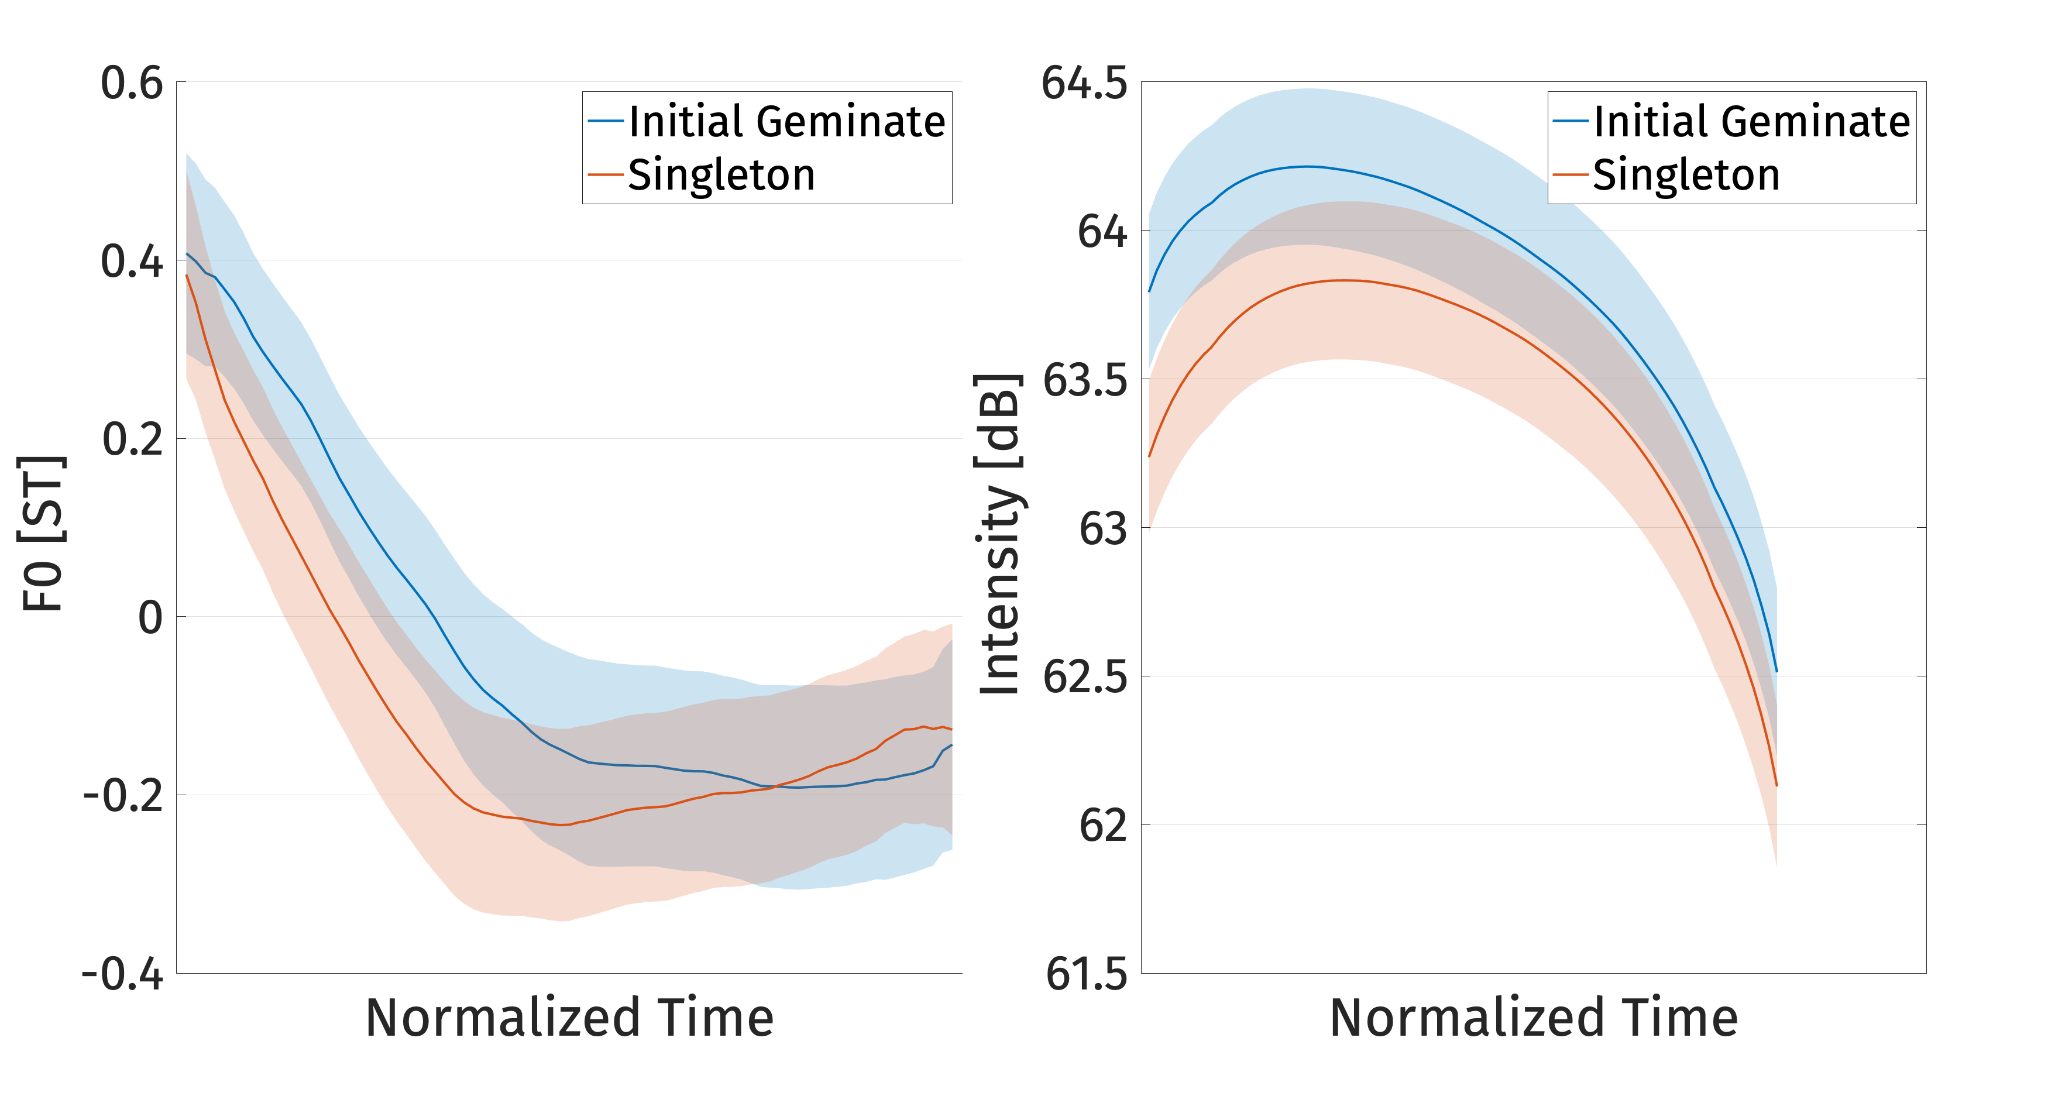 0.6
0.4
0.2
0
-0.2
-0.4
F0 [ST]
Normalized Time
Initial Geminate
Singleton
64.5
64
63.5
63
62.5
62
61.5
Intensity [dB]
Normalized Time
Initial Geminate
Singleton